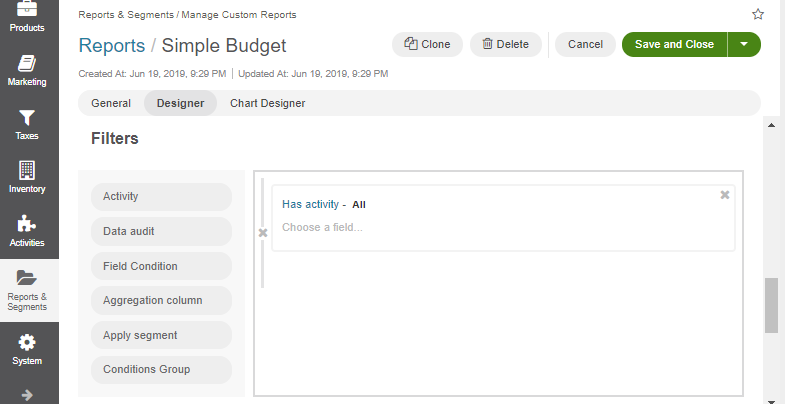 Products
Marketing
Taxes
Inventory
Activities
Reports &
Segments
System
Reports & Segments / Manage Custom Reports
Reports / Simple Budget
Clone
Delete
Cancel
Save and Close
Created At: Jun 19, 2019, 9:29 PM | Updated At: Jun 19, 2019, 9:29 PM
General
Designer
Chart Designer
Filters
Activity
Data audit
Field Condition
Aggregation column
Apply segment
Conditions Group
Has activity - All
Choose a field...